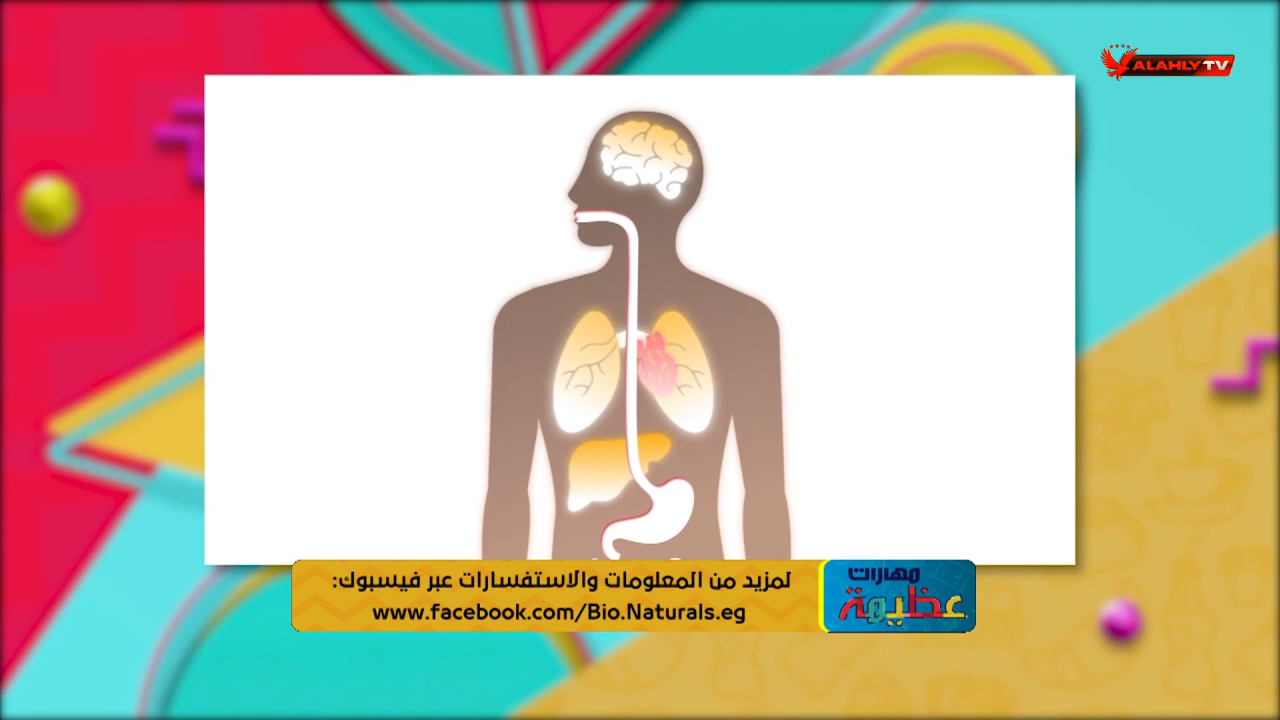 ALAHLY TV
لمزيد من المعلومات والاستفسارات عبر فيسبوك:
www.facebook.com/Bio.Naturals.eg
مهارات
عظيمة